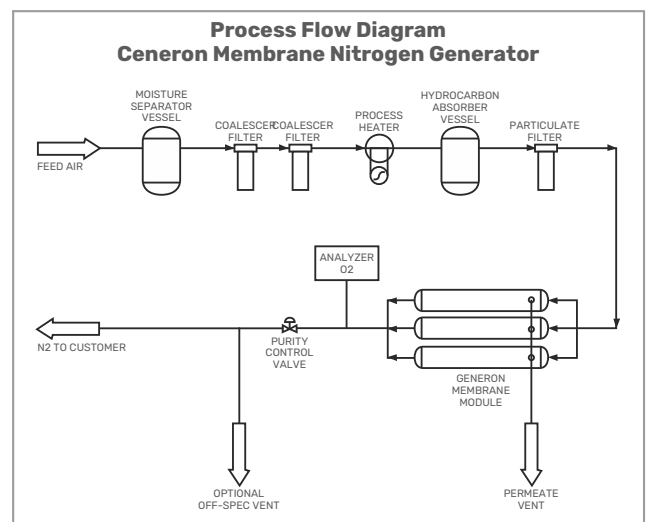 Process Flow Diagram
Ceneron Membrane Nitrogen Generator
MOISTURE
SEPARATOR
VESSEL
COALESCER
FILTER
COALESCER
FILTER
PROCESS
HEATER
HYDROCARBON
ABSORBER
VESSEL
PARTICULATE
FILTER
FEED AIR
ANALYZER
O2
N2 TO CUSTOMER
PURITY
CONTROL
VALVE
GENERON
MEMBRANE
MODULE
OPTIONAL
OFF-SPEC VENT
PERMEATE
VENT